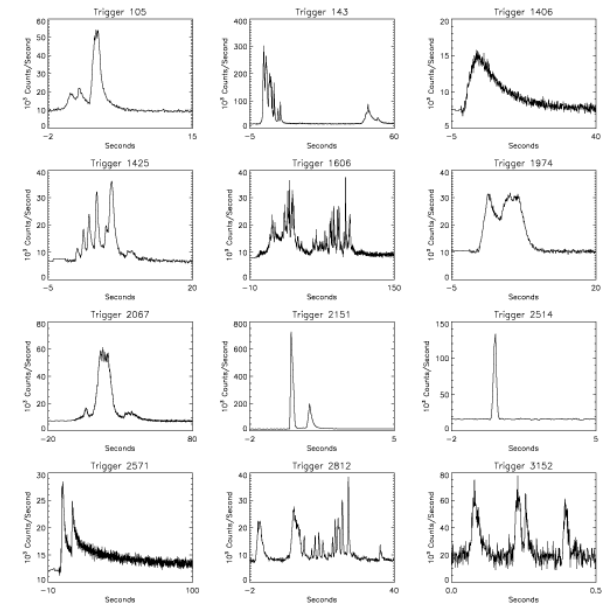 Trigger 105
60
50
40
30
20
10
0
10³ Counts/Second
-2 15
Seconds
Trigger 143
400
300
200
100
0
10³ Counts/Second
-5 60
Seconds
Trigger 1406
20
15
10
5
10³ Counts/Second
-5 40
Seconds
Trigger 1425
40
30
20
10
0
10³ Counts/Second
-5 20
Seconds
Trigger 1606
40
30
20
10
0
10³ Counts/Second
-10 150
Seconds
Trigger 1974
40
30
20
10
0
10³ Counts/Second
-5 20
Seconds
Trigger 2067
80
60
40
20
0
10³ Counts/Second
-20 80
Seconds
Trigger 2151
800
600
400
200
0
10³ Counts/Second
-2 5
Seconds
Trigger 2514
150
100
50
0
10³ Counts/Second
-2 5
Seconds
Trigger 2571
30
25
20
15
10
10³ Counts/Second
-10 100
Seconds
Trigger 2812
40
30
20
10
0
10³ Counts/Second
0 40
Seconds
Trigger 3152
80
60
40
20
0
10³ Counts/Second
0.0 0.5
Seconds